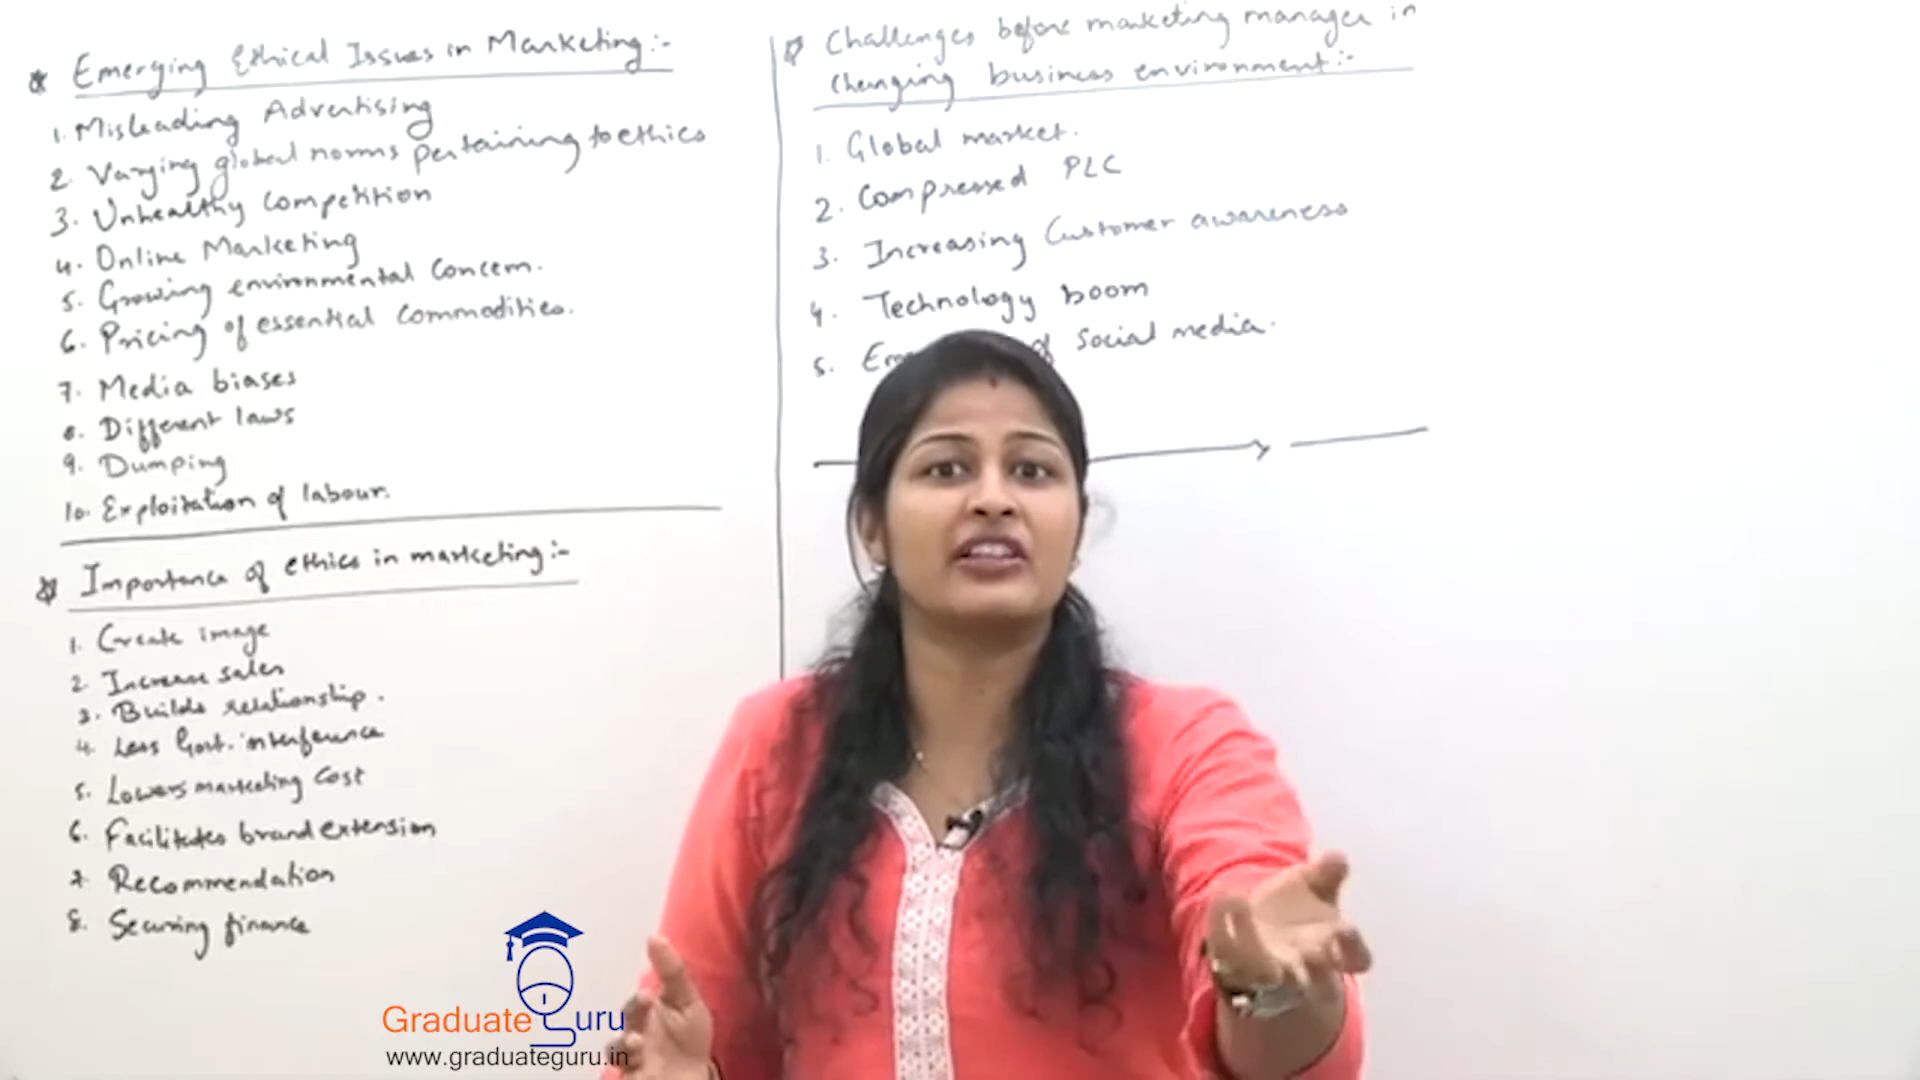 Emerging Ethical Issues in Marketing:-
1. Misleading Advertising
2. Varying global norms pertaining to ethics
3. Unhealthy competition
4. Online Marketing
5. Growing environmental concern.
6. Pricing of essential commodities.
7. Media biases
8. Different laws
9. Dumping
10. Exploitation of labour.
Importance of ethics in marketing:-
1. Create image
2. Increase sales
3. Builds relationship.
4. Less Govt. interference
5. Lowers marketing cost
6. Facilitates brand extension
7. Recommendation
8. Securing finance
Challenges before marketing manager in
changing business environment:-
1. Global market.
2. Compressed PLC
3. Increasing Customer awareness
4. Technology boom
5. of Social media.
Graduate Guru
www.graduateguru.in